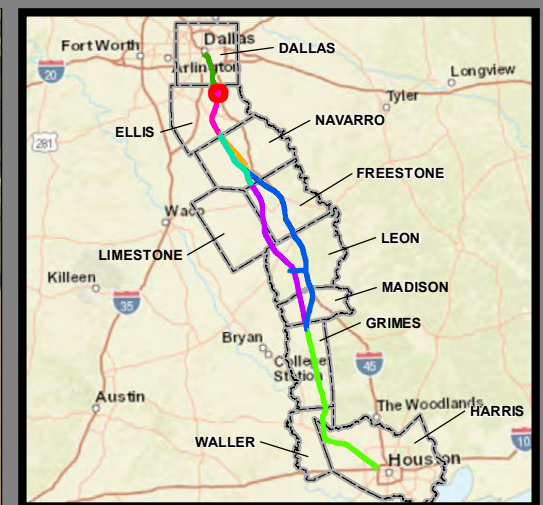 Fort Worth
Dallas
DALLAS
Arlington
20
Longview
Tyler
ELLIS
NAVARRO
281
FREESTONE
Waco
LEON
LIMESTONE
Killeen
MADISON
35
GRIMES
Bryan
College
Station
45
Austin
The Woodlands
HARRIS
WALLER
10
Houston